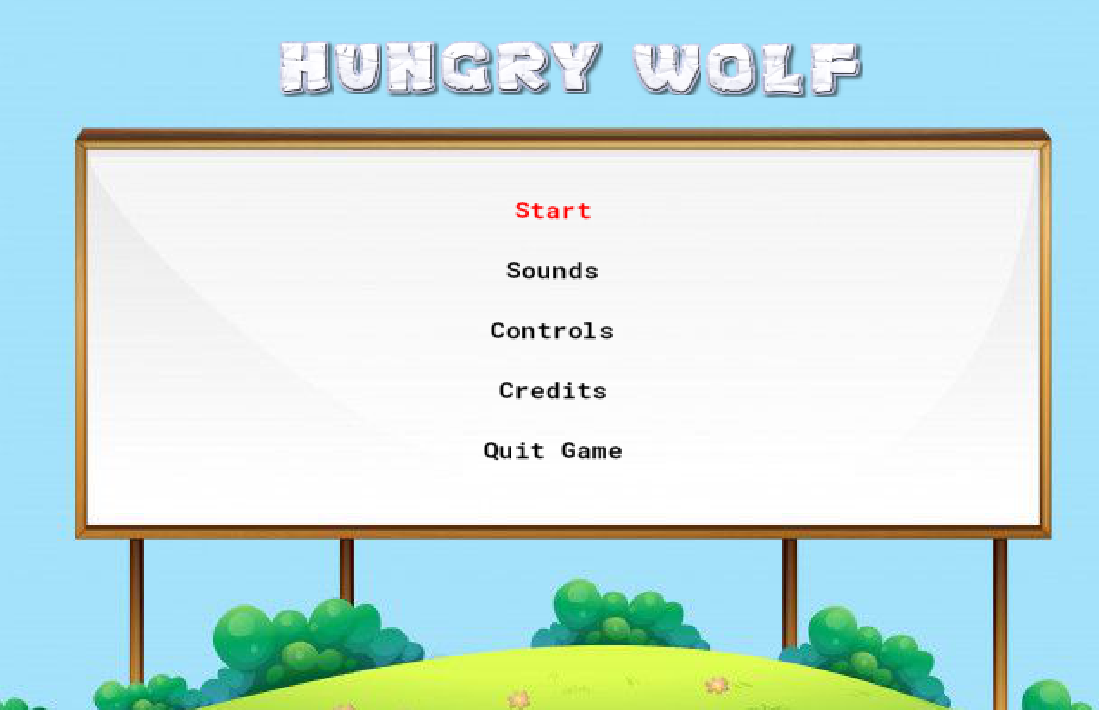 HUNGRY WOLF
Start
Sounds
Controls
Credits
Quit Game